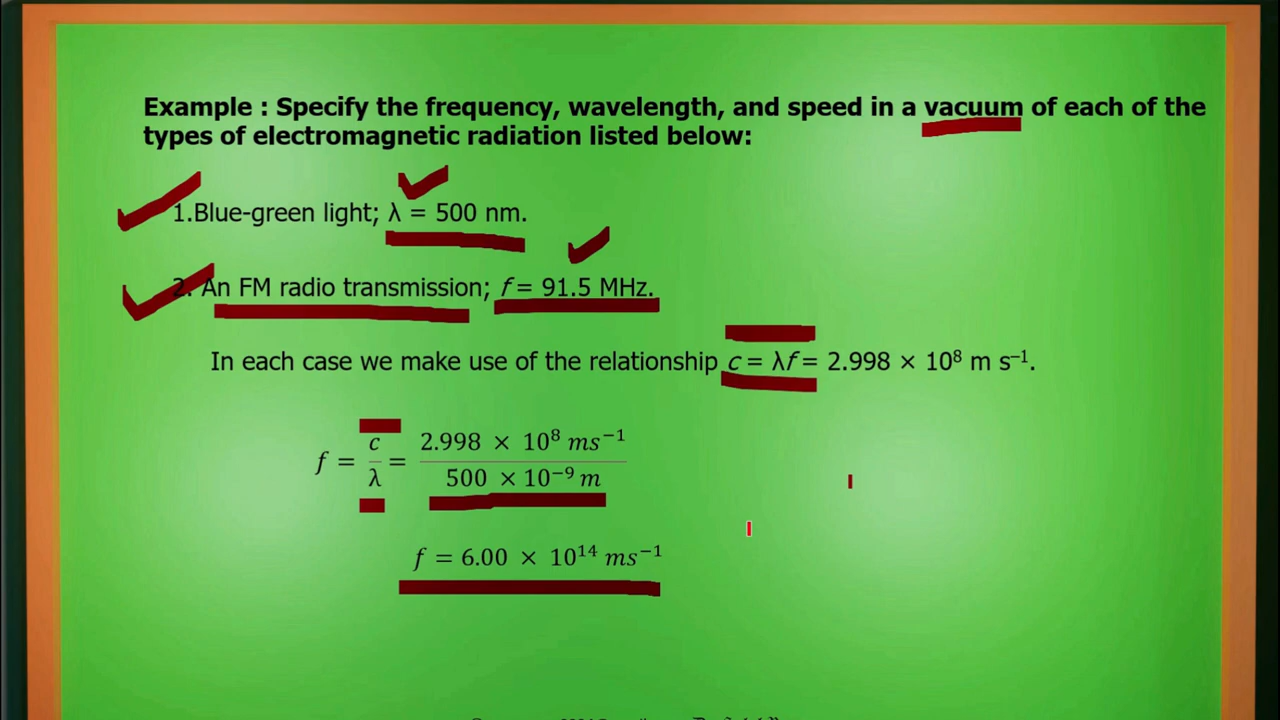 Example : Specify the frequency, wavelength, and speed in a vacuum of each of the
types of electromagnetic radiation listed below:
1.Blue-green light; λ = 500 nm.
2. An FM radio transmission; f = 91.5 MHz.
In each case we make use of the relationship c = λf = 2.998 × 10⁸ m s⁻¹.
f = c/λ = 2.998 × 10⁸ ms⁻¹ / 500 × 10⁻⁹ m
f = 6.00 × 10¹⁴ ms⁻¹